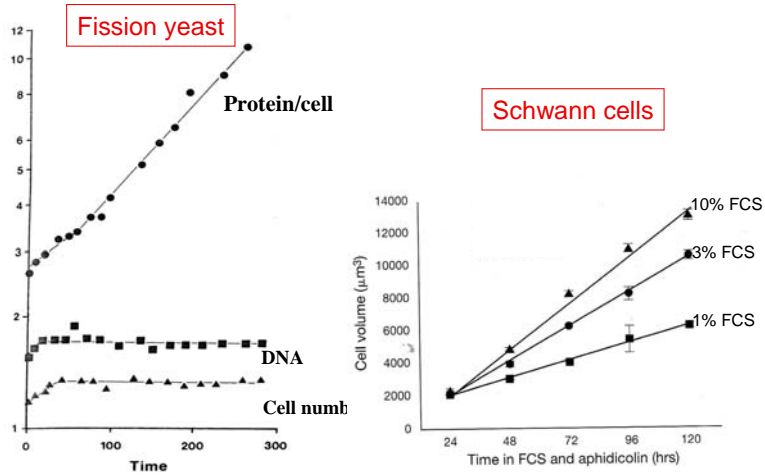 Fission yeast
12
10
8
6
5
4
3
2
1
Protein/cell
DNA
Cell numb
0
100
200
300
Time
Schwann cells
14000
12000
10000
8000
6000
4000
2000
0
Cell volume (μm³)
10% FCS
3% FCS
1% FCS
24
48
72
96
120
Time in FCS and aphidicolin (hrs)